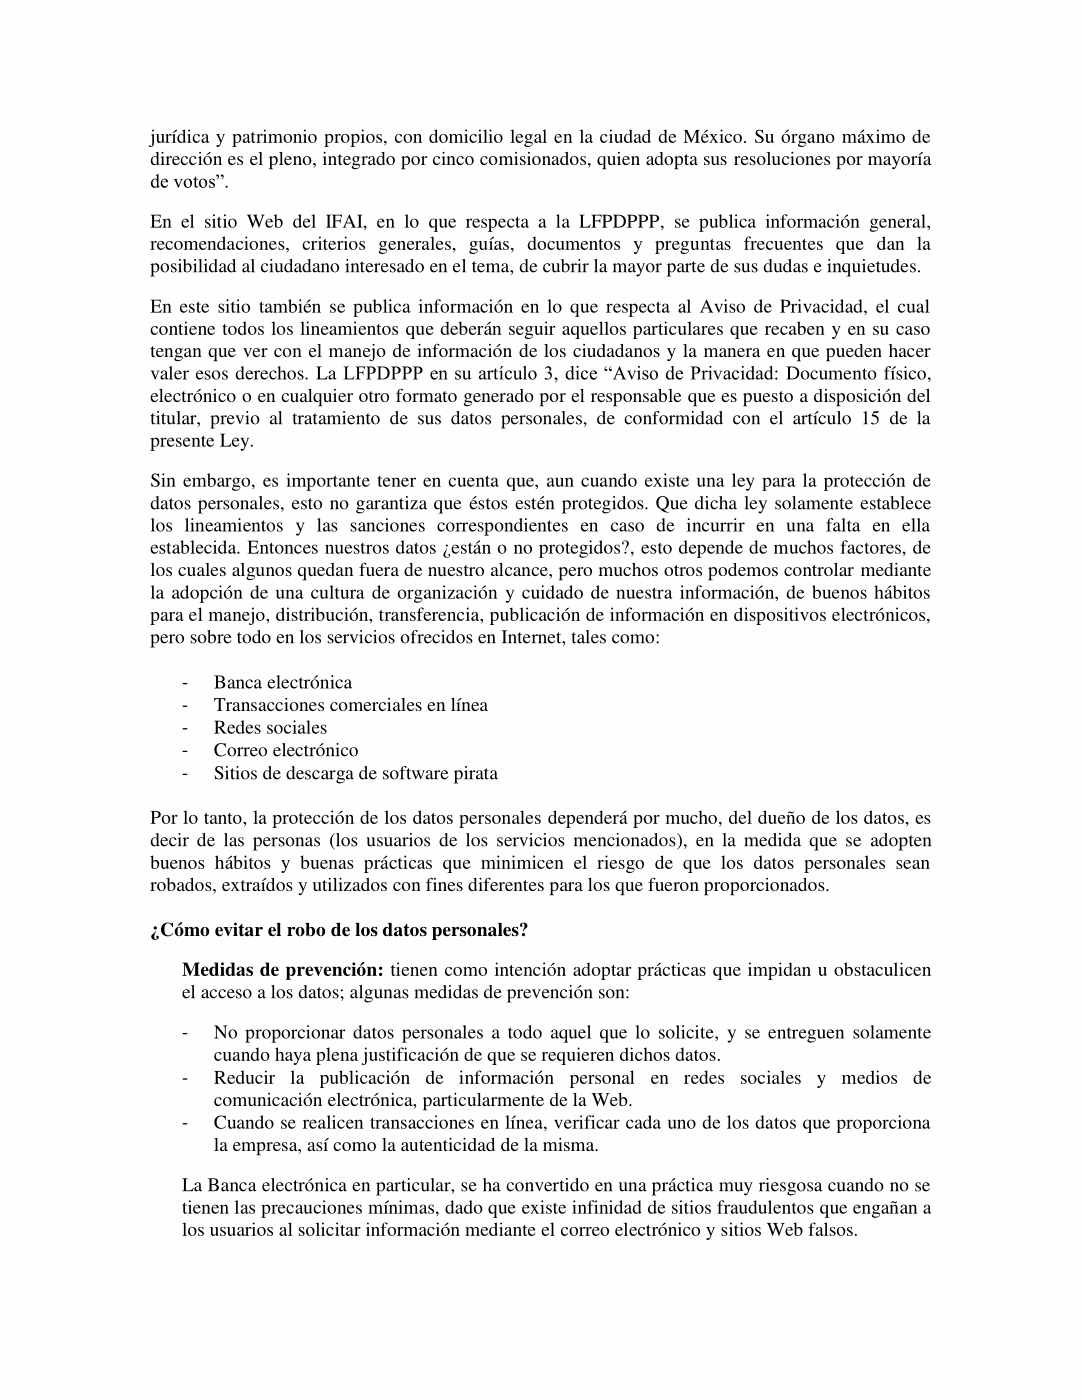 jurídica y patrimonio propios, con domicilio legal en la ciudad de México. Su órgano máximo de
dirección es el pleno, integrado por cinco comisionados, quien adopta sus resoluciones por mayoría
de votos”.
En el sitio Web del IFAI, en lo que respecta a la LFPDPPP, se publica información general,
recomendaciones, criterios generales, guías, documentos y preguntas frecuentes que dan la
posibilidad al ciudadano interesado en el tema, de cubrir la mayor parte de sus dudas e inquietudes.
En este sitio también se publica información en lo que respecta al Aviso de Privacidad, el cual
contiene todos los lineamientos que deberán seguir aquellos particulares que recaben y en su caso
tengan que ver con el manejo de información de los ciudadanos y la manera en que pueden hacer
valer esos derechos. La LFPDPPP en su artículo 3, dice “Aviso de Privacidad: Documento físico,
electrónico o en cualquier otro formato generado por el responsable que es puesto a disposición del
titular, previo al tratamiento de sus datos personales, de conformidad con el artículo 15 de la
presente Ley.
Sin embargo, es importante tener en cuenta que, aun cuando existe una ley para la protección de
datos personales, esto no garantiza que éstos estén protegidos. Que dicha ley solamente establece
los lineamientos y las sanciones correspondientes en caso de incurrir en una falta en ella
establecida. Entonces nuestros datos ¿están o no protegidos?, esto depende de muchos factores, de
los cuales algunos quedan fuera de nuestro alcance, pero muchos otros podemos controlar mediante
la adopción de una cultura de organización y cuidado de nuestra información, de buenos hábitos
para el manejo, distribución, transferencia, publicación de información en dispositivos electrónicos,
pero sobre todo en los servicios ofrecidos en Internet, tales como:
- Banca electrónica
- Transacciones comerciales en línea
- Redes sociales
- Correo electrónico
- Sitios de descarga de software pirata
Por lo tanto, la protección de los datos personales dependerá por mucho, del dueño de los datos, es
decir de las personas (los usuarios de los servicios mencionados), en la medida que se adopten
buenos hábitos y buenas prácticas que minimicen el riesgo de que los datos personales sean
robados, extraídos y utilizados con fines diferentes para los que fueron proporcionados.
¿Cómo evitar el robo de los datos personales?
Medidas de prevención: tienen como intención adoptar prácticas que impidan u obstaculicen
el acceso a los datos; algunas medidas de prevención son:
- No proporcionar datos personales a todo aquel que lo solicite, y se entreguen solamente
cuando haya plena justificación de que se requieren dichos datos.
- Reducir la publicación de información personal en redes sociales y medios de
comunicación electrónica, particularmente de la Web.
- Cuando se realicen transacciones en línea, verificar cada uno de los datos que proporciona
la empresa, así como la autenticidad de la misma.
La Banca electrónica en particular, se ha convertido en una práctica muy riesgosa cuando no se
tienen las precauciones mínimas, dado que existe infinidad de sitios fraudulentos que engañan a
los usuarios al solicitar información mediante el correo electrónico y sitios Web falsos.